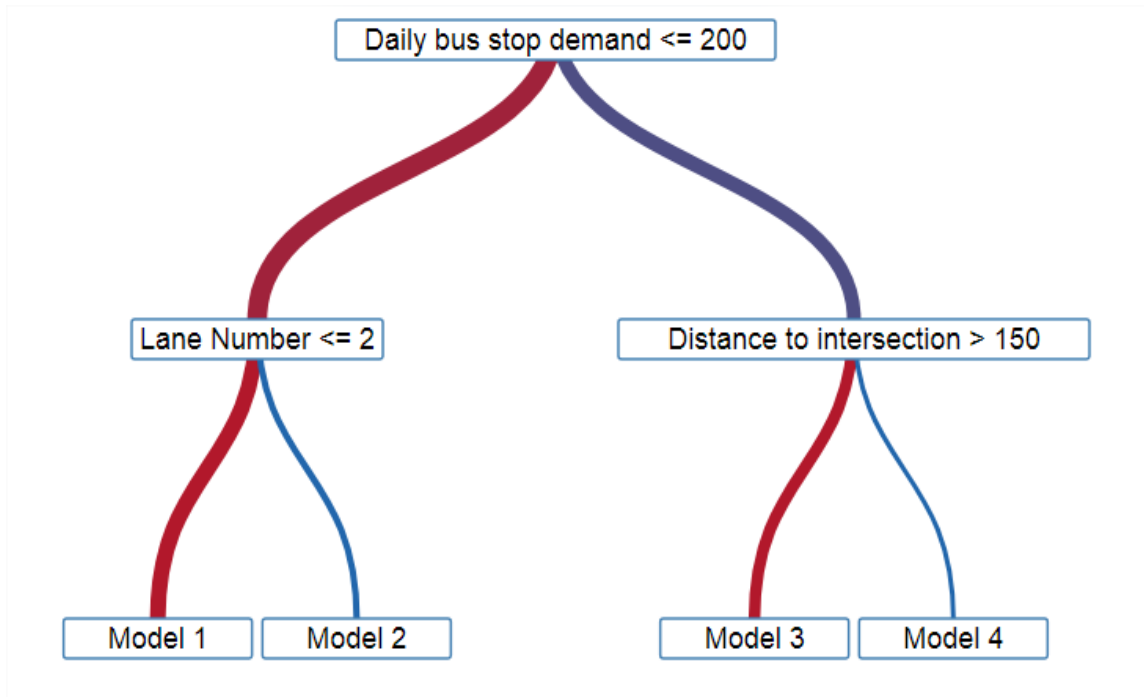 Daily bus stop demand <= 200
Lane Number <= 2
Distance to intersection > 150
Model 1
Model 2
Model 3
Model 4